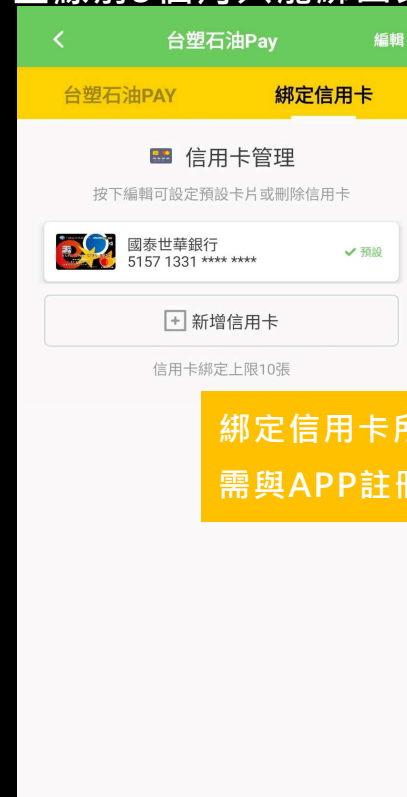 台塑石油Pay
編輯
台塑石油PAY
綁定信用卡
信用卡管理
按下編輯可設定預設卡片或刪除信用卡
國泰世華銀行
5157 1331 **** ****
預設
新增信用卡
信用卡綁定上限10張
綁定信用卡
需與APP註